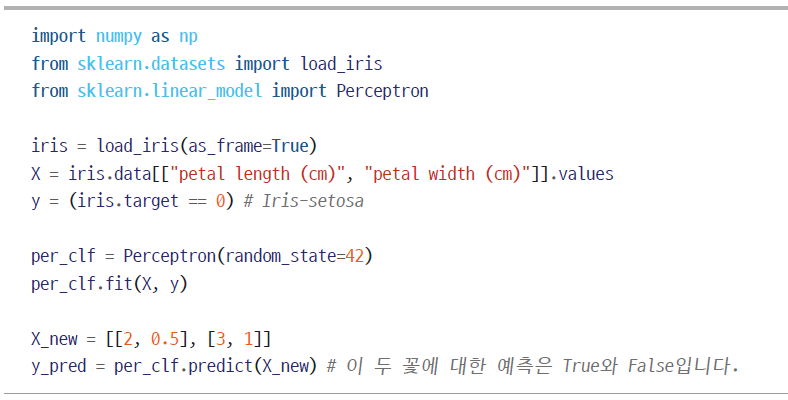 import numpy as np
from sklearn.datasets import load_iris
from sklearn.linear_model import Perceptron
iris = load_iris(as_frame=True)
X = iris.data[["petal length (cm)", "petal width (cm)"]].values
y = (iris.target == 0) # Iris-setosa
per_clf = Perceptron(random_state=42)
per_clf.fit(X, y)
X_new = [[2, 0.5], [3, 1]]
y_pred = per_clf.predict(X_new) # 이 두 꽃에 대한 예측은 True와 False입니다.